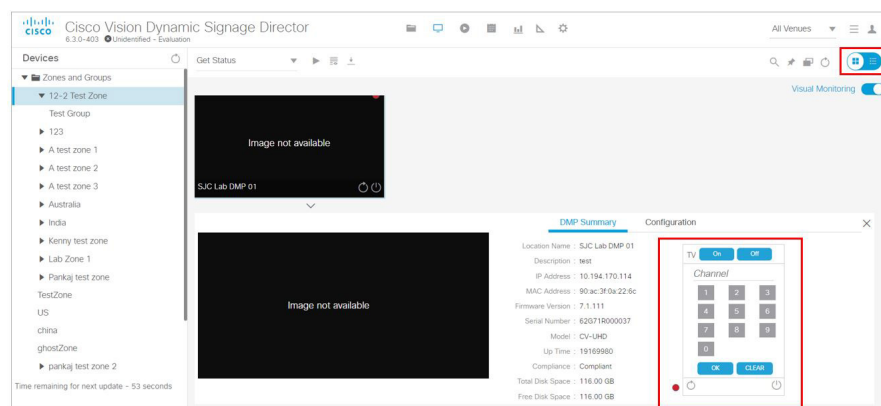 CISCO
Cisco Vision Dynamic Signage Director
6.3.0-403 Unidentified - Evaluation
All Venues
Devices
Get Status
Zones and Groups
12-2 Test Zone
Visual Monitoring
Test Group
123
A test zone 1
A test zone 2
A test zone 3
Australia
India
Kenny test zone
Lab Zone 1
Pankaj test zone
TestZone
US
china
ghostZone
pankaj test zone 2
Time remaining for next update - 53 seconds
Image not available
SJC Lab DMP 01
Image not available
DMP Summary Configuration
Location Name : SJC Lab DMP 01
Description : test
IP Address : 10.194.170.114
MAC Address : 90:ac:3f:0a:22:6c
Firmware Version : 7.1.111
Serial Number : 62G71R000037
Model : CV-UHD
Up Time : 19169980
Compliance : Compliant
Total Disk Space : 116.00 GB
Free Disk Space : 116.00 GB
TV On Off
Channel
1 2 3
4 5 6
7 8 9
0
OK CLEAR